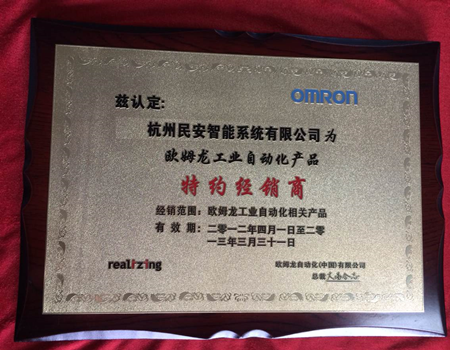 OMRON
兹认定:
杭州民安智能系统有限公司为
欧姆龙工业自动化产品
特约经销商
经销范围:欧姆龙工业自动化相关产品
有效期:二零一二年四月一日至二零
一三年三月三十一日
realizing
欧姆龙自动化(中国)有限公司
总裁